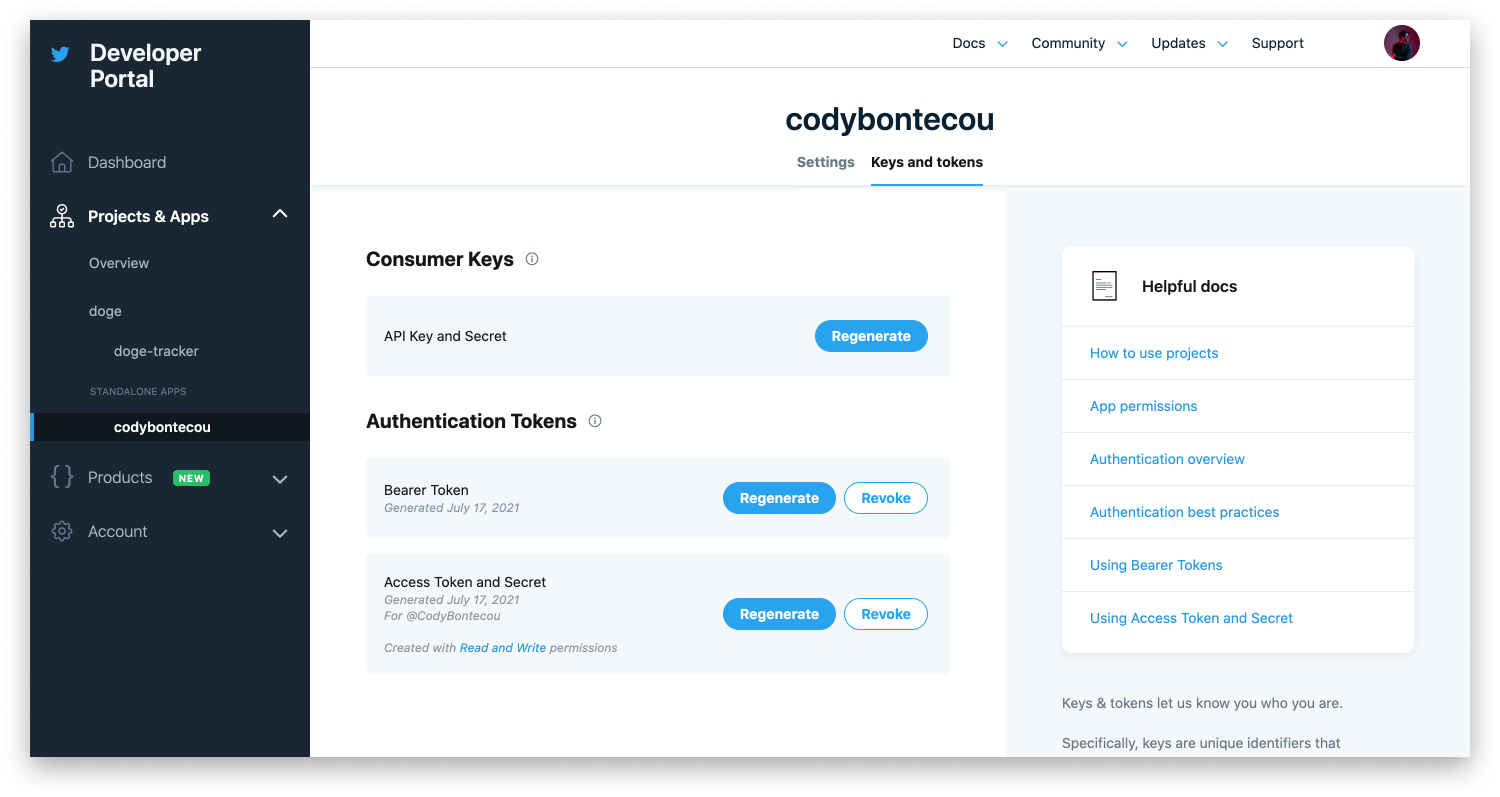 Developer
Portal
Dashboard
Projects & Apps
Overview
doge
doge-tracker
STANDALONE APPS
codybontecou
Products NEW
Account
Docs Community Updates Support
codybontecou
Settings Keys and tokens
Consumer Keys
API Key and Secret Regenerate
Authentication Tokens
Bearer Token
Generated July 17, 2021
Regenerate Revoke
Access Token and Secret
Generated July 17, 2021
For @CodyBontecou
Regenerate Revoke
Created with Read and Write permissions
Helpful docs
How to use projects
App permissions
Authentication overview
Authentication best practices
Using Bearer Tokens
Using Access Token and Secret
Keys & tokens let us know you who you are.
Specifically, keys are unique identifiers that